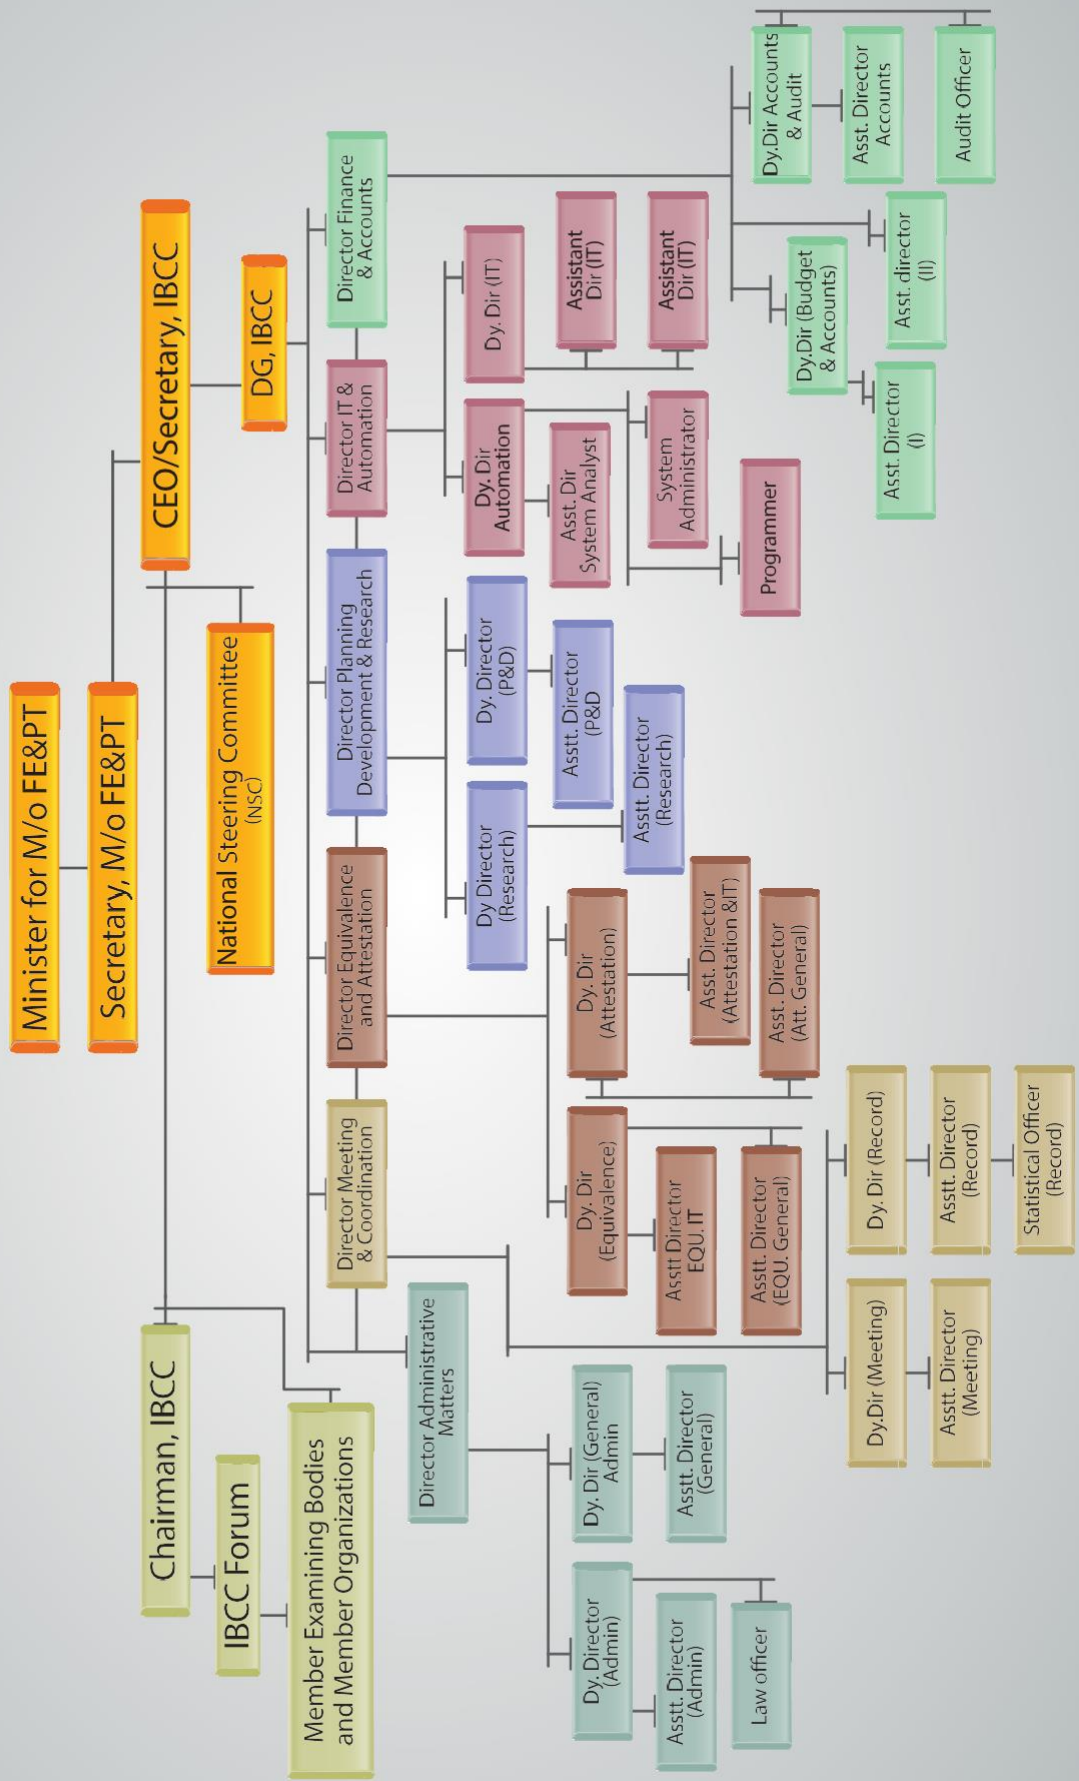 Minister for M/o FE&PT
Secretary, M/o FE&PT
Chairman, IBCC
CEO/Secretary, IBCC
IBCC Forum
National Steering Committee
(NSC)
DG, IBCC
Member Examining Bodies
and Member Organizations
Director Administrative
Matters
Director Meeting
& Coordination
Director Equivalence
and Attestation
Director Planning
Development & Research
Director IT &
Automation
Director Finance
& Accounts
Dy. Director
(Admin)
Asstt. Director
(Admin)
Law officer
Dy. Dir (General)
Admin
Asstt. Director
(General)
Dy.Dir (Meeting)
Asstt. Director
(Meeting)
Dy. Dir (Record)
Asstt. Director
(Record)
Statistical Officer
(Record)
Dy. Dir
(Equivalence)
Asstt Director
EQU. IT
Asstt. Director
(EQU. General)
Dy. Dir
(Attestation)
Asst. Director
(Attestation &IT)
Asst. Director
(Att. General)
Dy Director
(Research)
Asstt. Director
(Research)
Dy. Director
(P&D)
Asstt. Director
(P&D
Dy. Dir
Automation
Asst. Dir
System Analyst
System
Administrator
Programmer
Dy. Dir (IT)
Assistant
Dir (IT)
Assistant
Dir (IT)
Dy.Dir (Budget
& Accounts)
Asst. Director
(I)
Asst. director
(II)
Dy.Dir Accounts
& Audit
Asst. Director
Accounts
Audit Officer